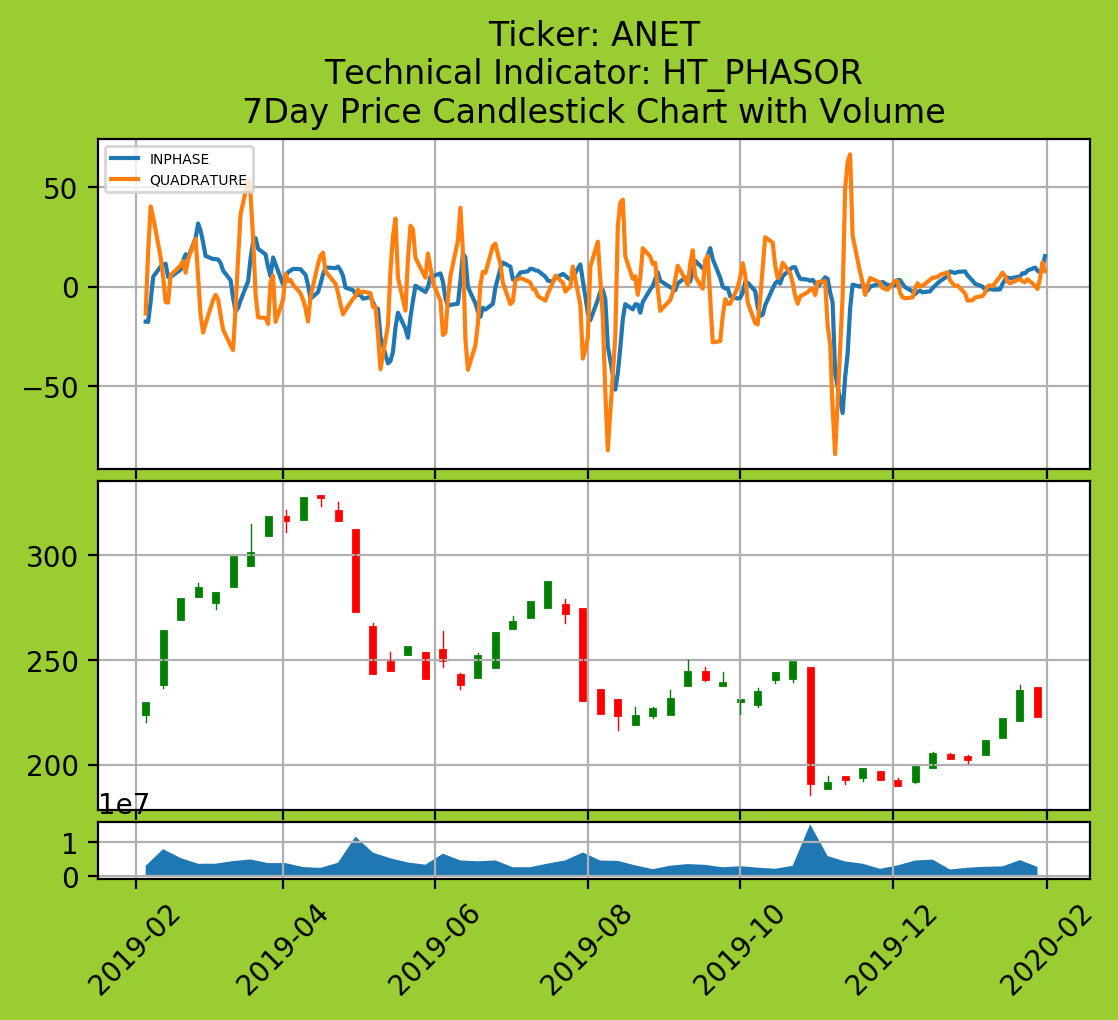 Ticker: ANET
Technical Indicator: HT_PHASOR
7Day Price Candlestick Chart with Volume
INPHASE
QUADRATURE
50
0
−50
300
250
200
1e7
1
0
2019-02
2019-04
2019-06
2019-08
2019-10
2019-12
2020-02